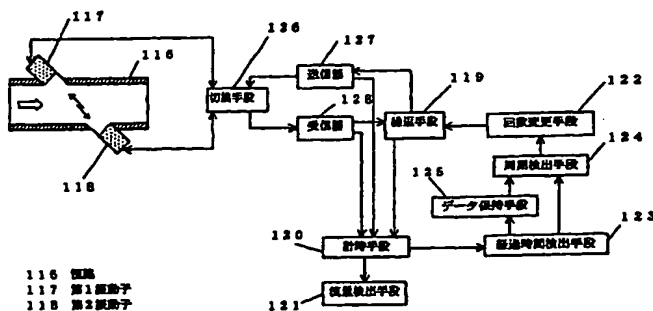 117
116
126
127
119
122
送信部
切換手段
128
受信部
繰返手段
回数変更手段
124
周期検出手段
118
125
データ保持手段
123
120
計時手段
経過時間検出手段
121
流量検出手段
116 流路
117 第1振動子
118 第2振動子